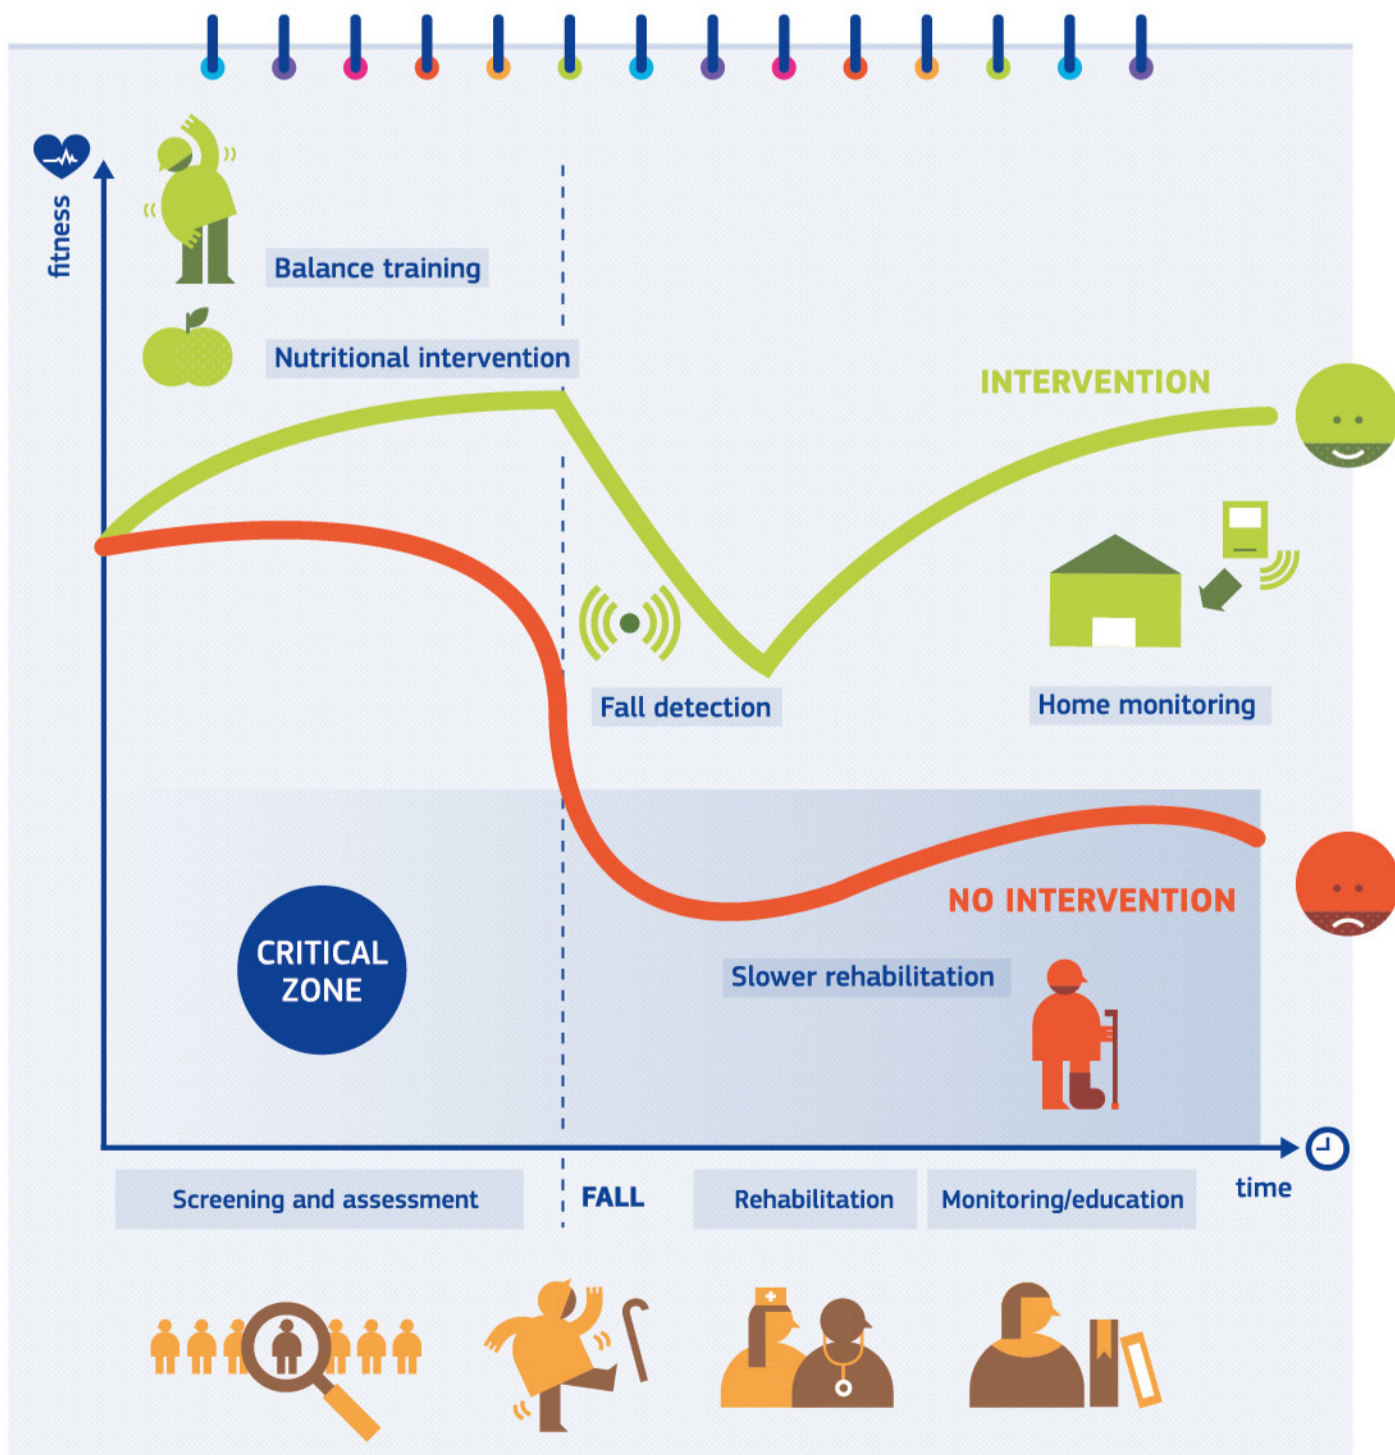 fitness
Balance training
Nutritional intervention
INTERVENTION
Fall detection
Home monitoring
NO INTERVENTION
CRITICAL
ZONE
Slower rehabilitation
time
Screening and assessment
FALL
Rehabilitation
Monitoring/education